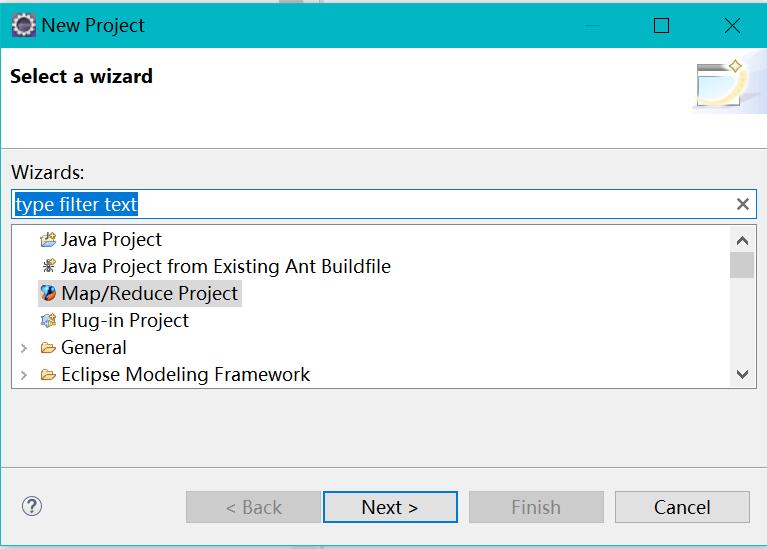 New Project
Select a wizard
Wizards:
type filter text
Java Project
Java Project from Existing Ant Buildfile
Map/Reduce Project
Plug-in Project
General
Eclipse Modeling Framework
?
< Back
Next >
Finish
Cancel